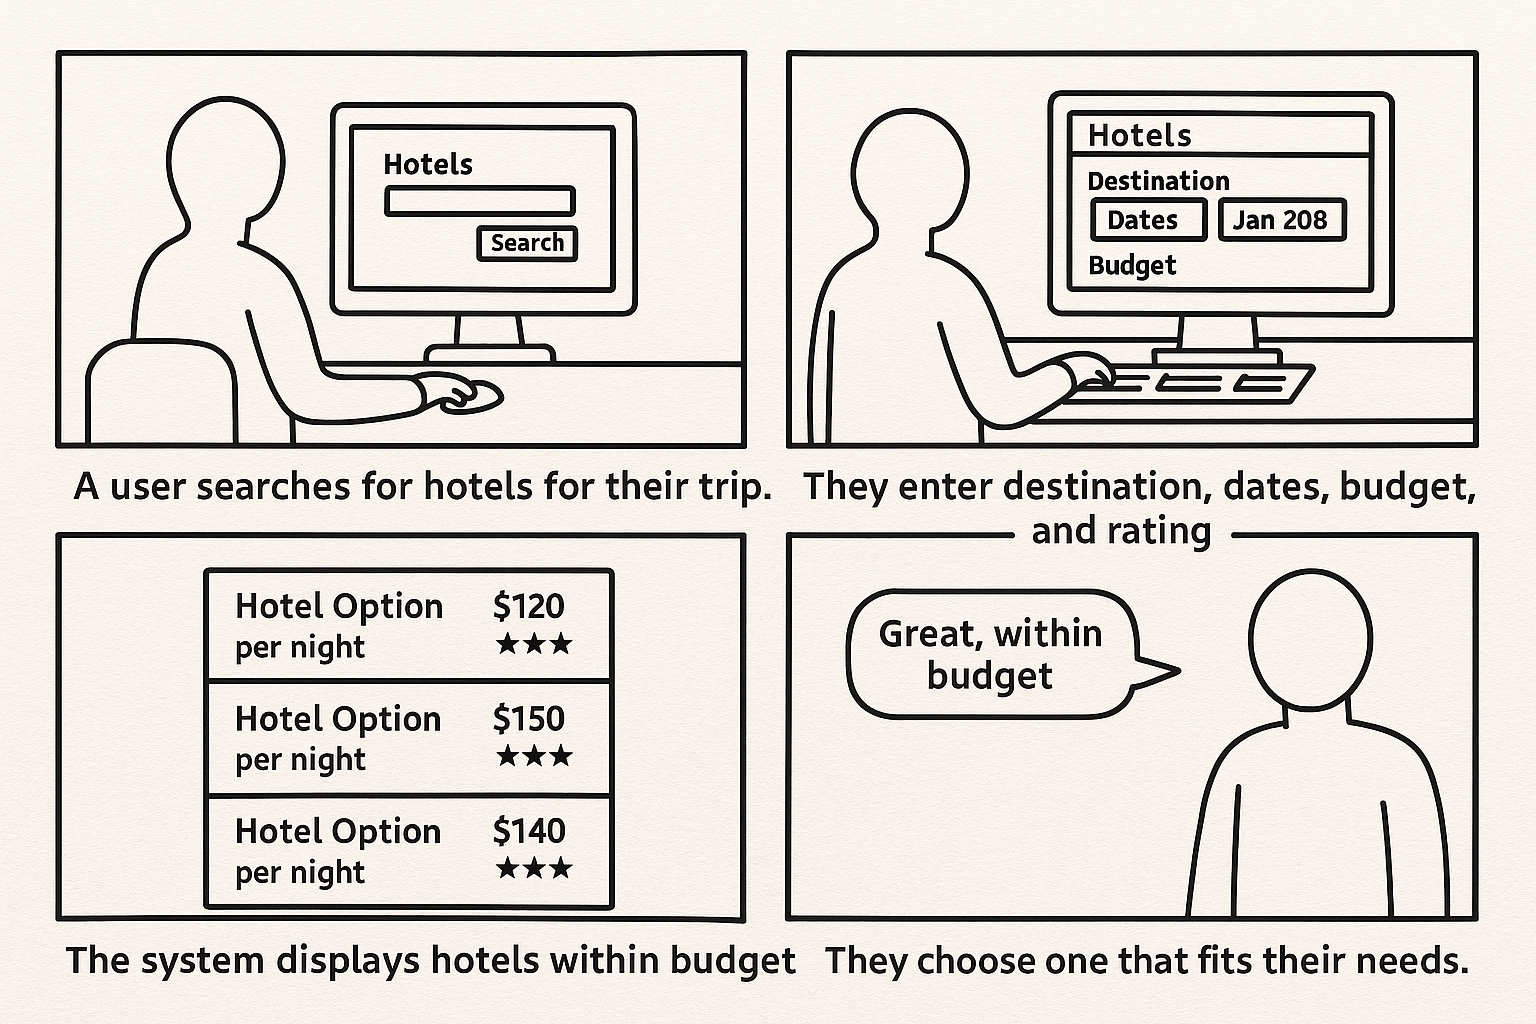 Hotels
Search
A user searches for hotels for their trip.
Hotels
Destination
Dates Jan 208
Budget
They enter destination, dates, budget,
and rating
Hotel Option $120
per night ★★★
Hotel Option $150
per night ★★★
Hotel Option $140
per night ★★★
The system displays hotels within budget
Great, within
budget
They choose one that fits their needs.